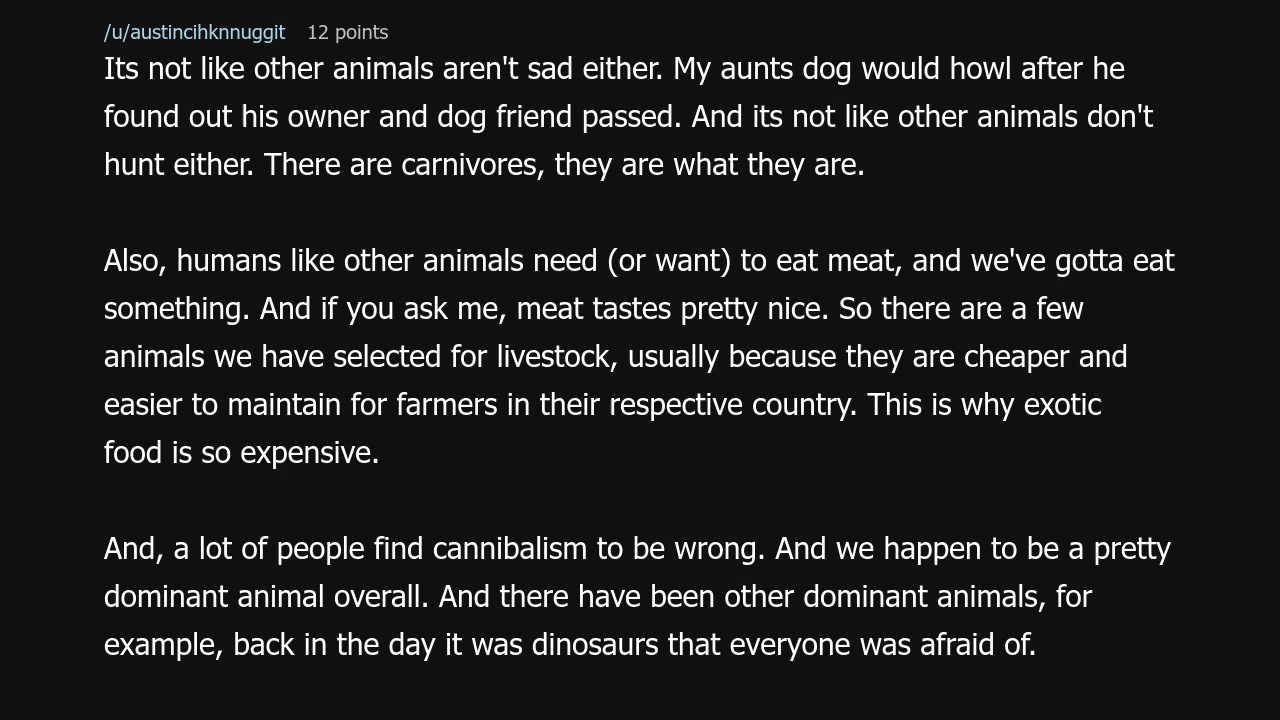 /u/austincihknnuggit 12 points
Its not like other animals aren't sad either. My aunts dog would howl after he
found out his owner and dog friend passed. And its not like other animals don't
hunt either. There are carnivores, they are what they are.
Also, humans like other animals need (or want) to eat meat, and we've gotta eat
something. And if you ask me, meat tastes pretty nice. So there are a few
animals we have selected for livestock, usually because they are cheaper and
easier to maintain for farmers in their respective country. This is why exotic
food is so expensive.
And, a lot of people find cannibalism to be wrong. And we happen to be a pretty
dominant animal overall. And there have been other dominant animals, for
example, back in the day it was dinosaurs that everyone was afraid of.